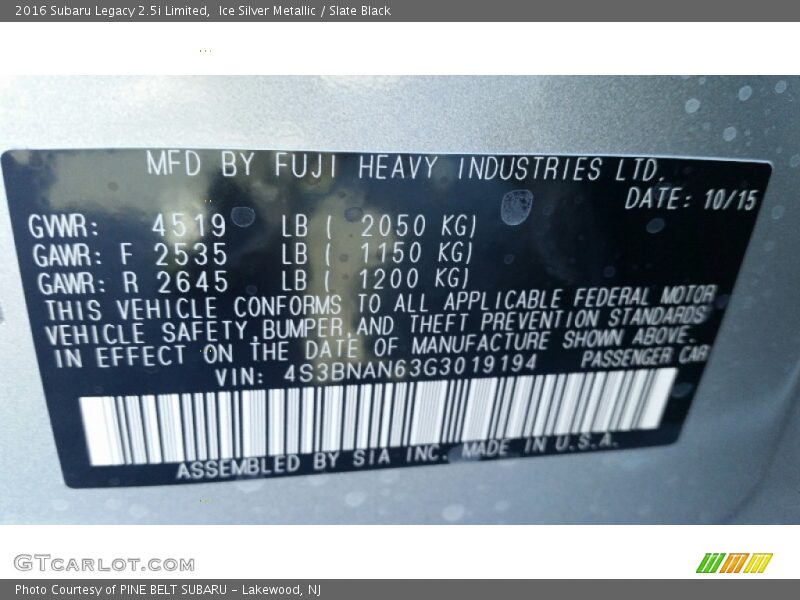 2016 Subaru Legacy 2.5i Limited,  Ice Silver Metallic / Slate Black
MFD BY FUJI HEAVY INDUSTRIES LTD.
DATE: 10/15
GVWR: 4519 LB ( 2050 KG)
GAWR: F 2535 LB ( 1150 KG)
GAWR: R 2645 LB ( 1200 KG)
THIS VEHICLE CONFORMS TO ALL APPLICABLE FEDERAL MOTOR
VEHICLE SAFETY, BUMPER, AND THEFT PREVENTION STANDARDS
IN EFFECT ON THE DATE OF MANUFACTURE SHOWN ABOVE.
VIN: 4S3BNAN63G3019194 PASSENGER CAR
ASSEMBLED BY SIA INC. MADE IN U.S.A.
GTCarLot.com
Photo Courtesy of PINE BELT SUBARU – Lakewood, NJ